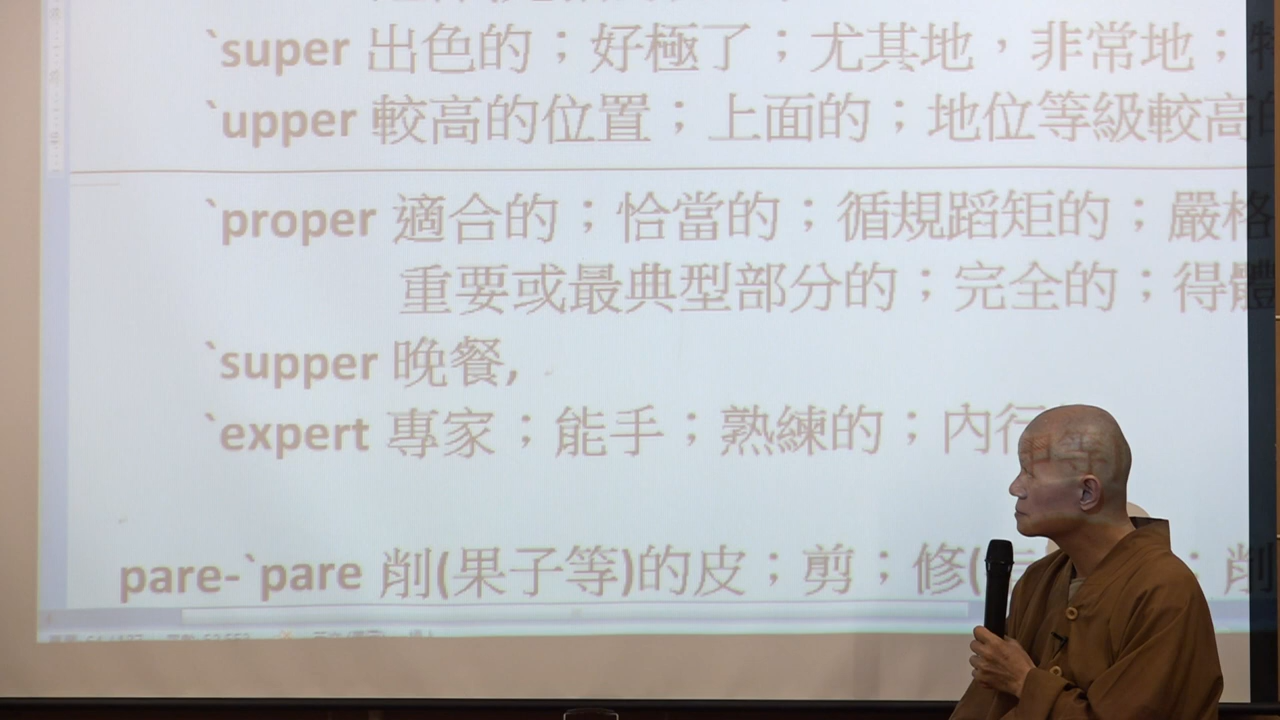 `super 出色的；好極了；尤其地，非常地；特
`upper 較高的位置；上面的；地位等級較高的
`proper 適合的；恰當的；循規蹈矩的；嚴格
重要或最典型部分的；完全的；得體
`supper 晚餐,
`expert 專家；能手；熟練的；內行
pare-`pare 削(果子等)的皮；剪；修( ；削